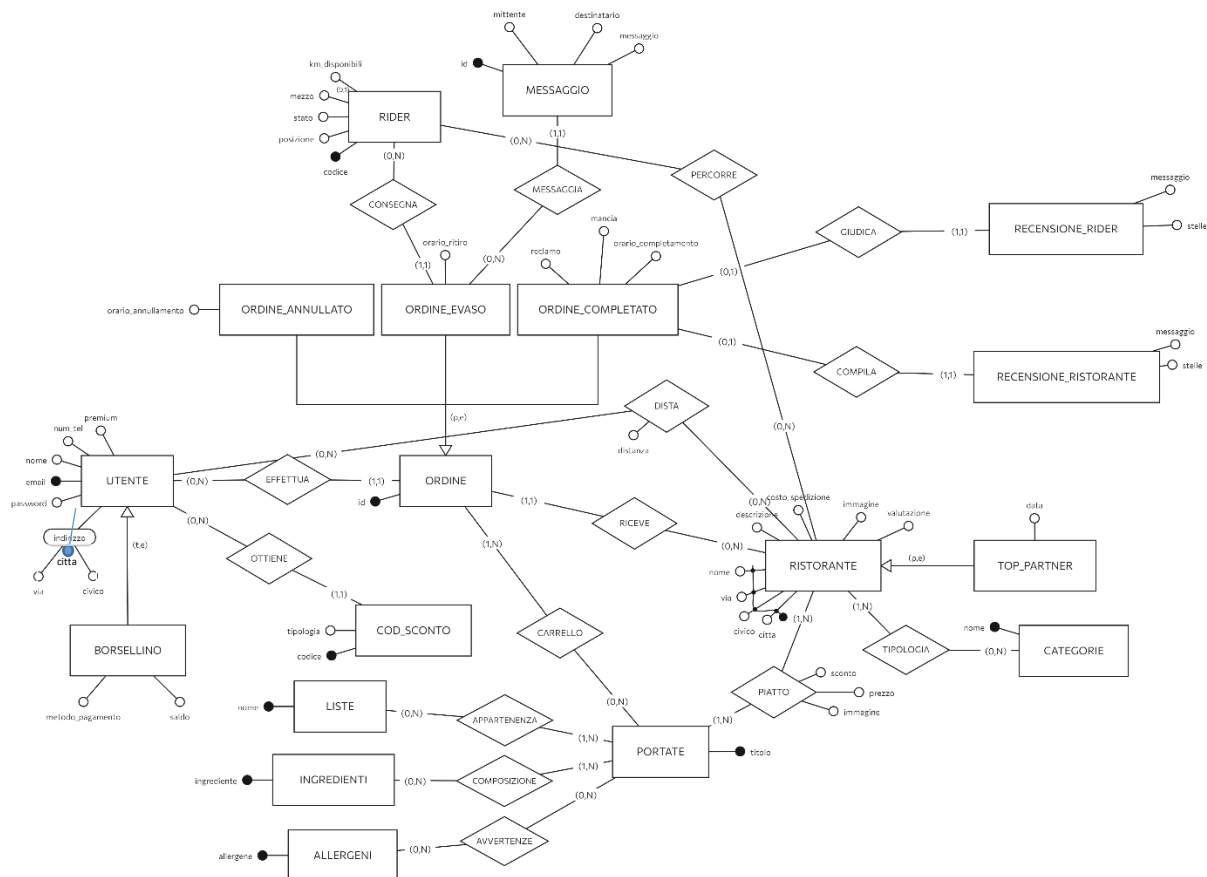 mittente
destinatario
messaggio
id
MESSAGGIO
km_disponibili
(0,1)
mezzo
stato
posizione
codice
RIDER
(0,N)
(0,N)
(1,1)
PERCORRE
CONSEGNA
MESSAGGIA
messaggio
stelle
RECENSIONE_RIDER
(1,1)
GIUDICA
(0,1)
mancia
reclamo
orario_completamento
orario_ritiro
(1,1)
(0,N)
orario_annullamento
ORDINE_ANNULLATO
ORDINE_EVASO
ORDINE_COMPLETATO
(0,1)
COMPILA
(1,1)
messaggio
stelle
RECENSIONE_RISTORANTE
(p,e)
DISTA
distanza
(0,N)
(0,N)
premium
num_tel
nome
email
password
UTENTE
(0,N)
EFFETTUA
(1,1)
ORDINE
id
(0,N)
(1,1)
RICEVE
(0,N)
(0,N)
costo_spedizione
descrizione
immagine
valutazione
nome
via
civico
citta
RISTORANTE
(p,e)
data
TOP_PARTNER
indirizzo
citta
via
civico
(t,e)
OTTIENE
(1,1)
(1,N)
tipologia
codice
COD_SCONTO
CARRELLO
(1,N)
(1,N)
TIPOLOGIA
(0,N)
nome
CATEGORIE
BORSELLINO
metodo_pagamento
saldo
PIATTO
sconto
prezzo
immagine
(0,N)
(1,N)
nome
LISTE
(0,N)
APPARTENENZA
(1,N)
PORTATE
titolo
ingrediente
INGREDIENTI
(0,N)
COMPOSIZIONE
(1,N)
(0,N)
allergene
ALLERGENI
(0,N)
AVVERTENZE